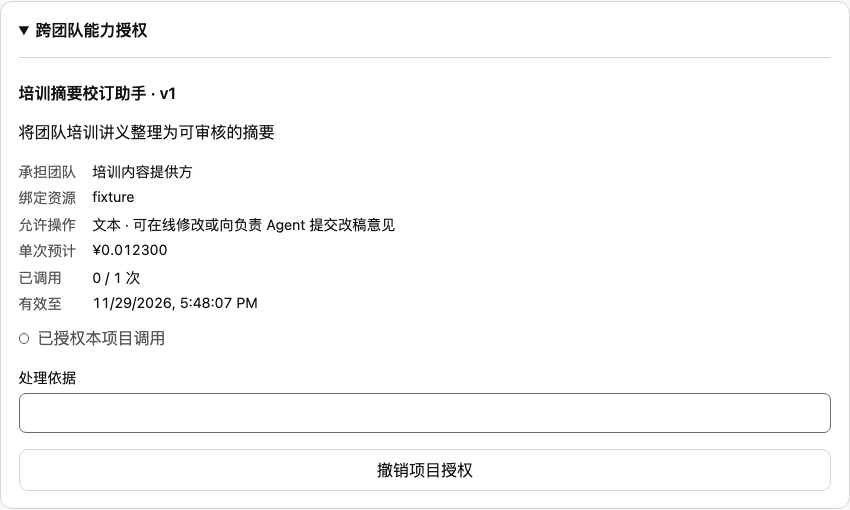 ▼ 跨团队能力授权
培训摘要校订助手 · v1
将团队培训讲义整理为可审核的摘要
承担团队 培训内容提供方
绑定资源 fixture
允许操作 文本 · 可在线修改或向负责 Agent 提交改稿意见
单次预计 ¥0.012300
已调用 0 / 1 次
有效至 11/29/2026, 5:48:07 PM
已授权本项目调用
处理依据
撤销项目授权